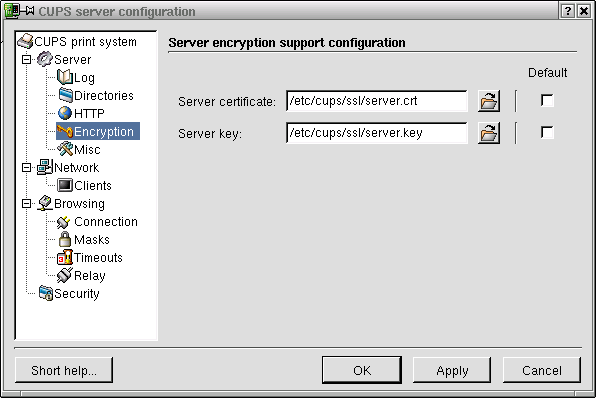 CUPS server configuration
CUPS print system
Server
Log
Directories
HTTP
Encryption
Misc
Network
Clients
Browsing
Connection
Masks
Timeouts
Relay
Security
Server encryption support configuration
Default
Server certificate: /etc/cups/ssl/server.crt
Server key: /etc/cups/ssl/server.key
Short help... OK Apply Cancel